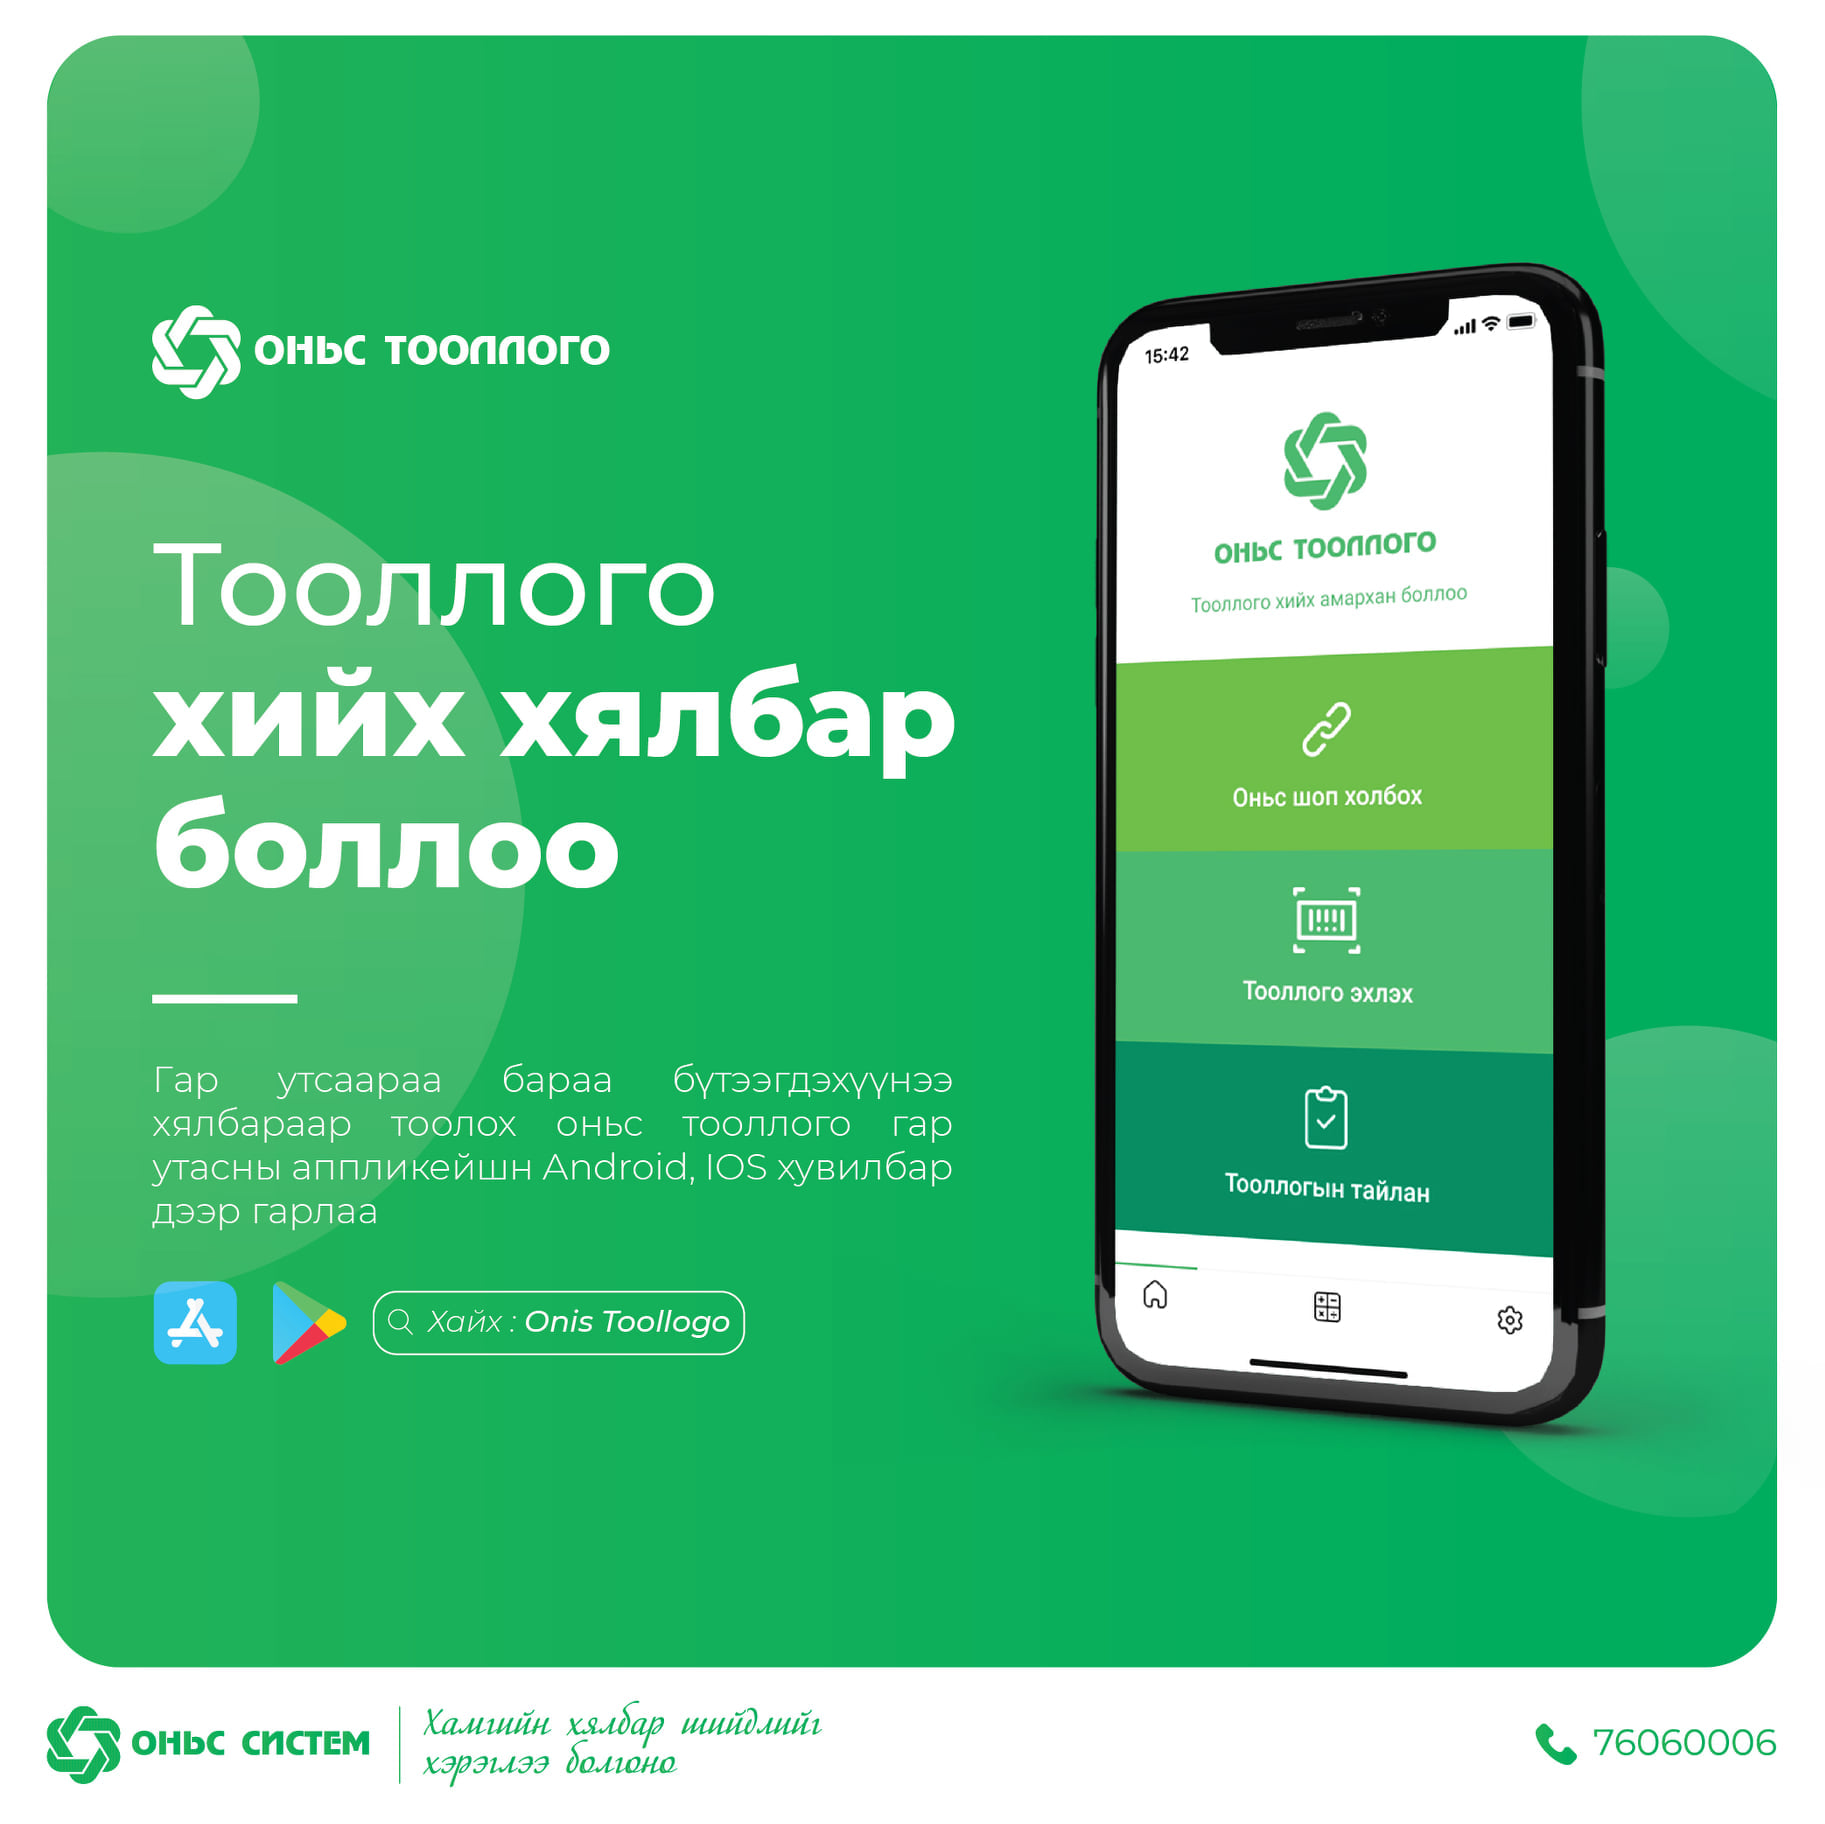 ОНЬС ТООЛЛОГО
Тооллого
хийх хялбар
боллоо
Гар утсаараа бараа бүтээгдэхүүнээ
хялбараар тоолох оньс тооллого гар
утасны аппликейшн Android, IOS хувилбар
дээр гарлаа
Хайх : Onis Toollogo
15:42
ОНЬС ТООЛЛОГО
Тооллого хийх амархан боллоо
Оньс шоп холбох
Тооллого эхлэх
Тооллогын тайлан
ОНЬС СИСТЕМ
Хамгийн хялбар шийдлийг
хэрэглээ болгоно
76060006